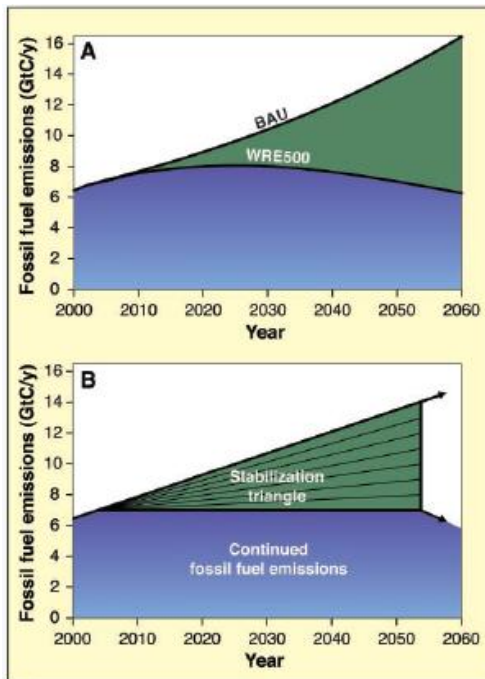 A
Fossil fuel emissions (GtC/y)
16
14
12
10
8
6
4
2
0
BAU
WRE500
2000 2010 2020 2030 2040 2050 2060
Year
B
Fossil fuel emissions (GtC/y)
16
14
12
10
8
6
4
2
0
Stabilization
triangle
Continued
fossil fuel emissions
2000 2010 2020 2030 2040 2050 2060
Year